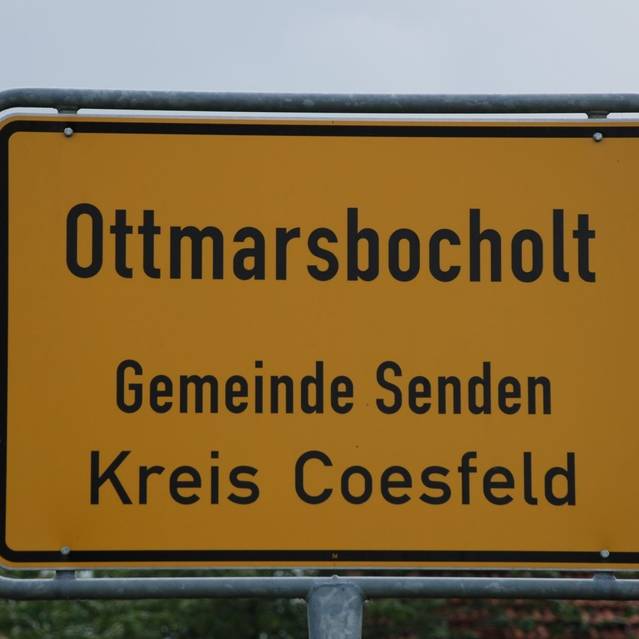 Ottmarsbocholt
Gemeinde Senden
Kreis Coesfeld